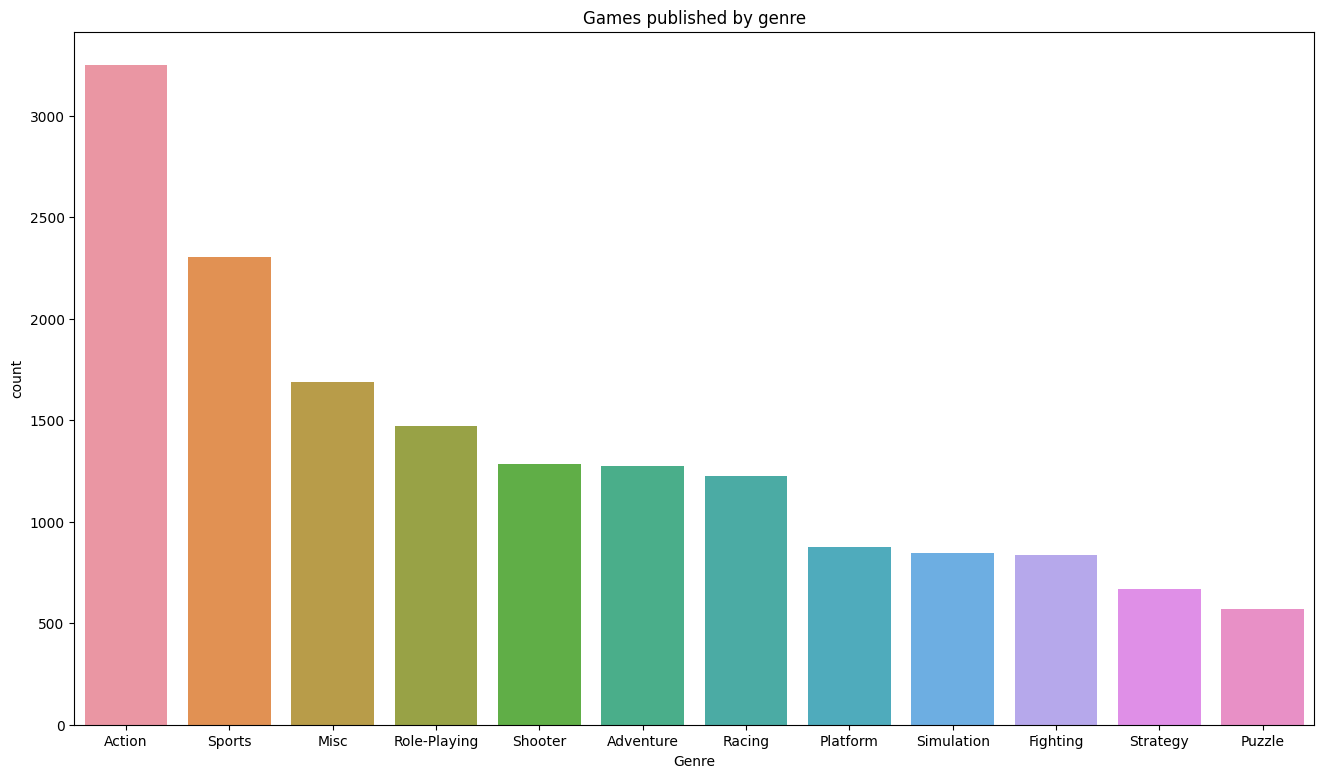 Games published by genre
3000
2500
2000
1500
1000
500
0
count
Action Sports Misc Role-Playing Shooter Adventure Racing Platform Simulation Fighting Strategy Puzzle
Genre